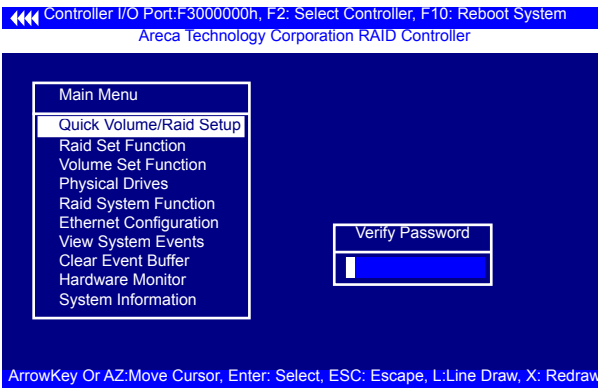 Controller I/O Port:F3000000h, F2: Select Controller, F10: Reboot System
Areca Technology Corporation RAID Controller
Main Menu
Quick Volume/Raid Setup
Raid Set Function
Volume Set Function
Physical Drives
Raid System Function
Ethernet Configuration
View System Events
Clear Event Buffer
Hardware Monitor
System Information
Verify Password
ArrowKey Or AZ:Move Cursor, Enter: Select, ESC: Escape, L:Line Draw, X: Redraw